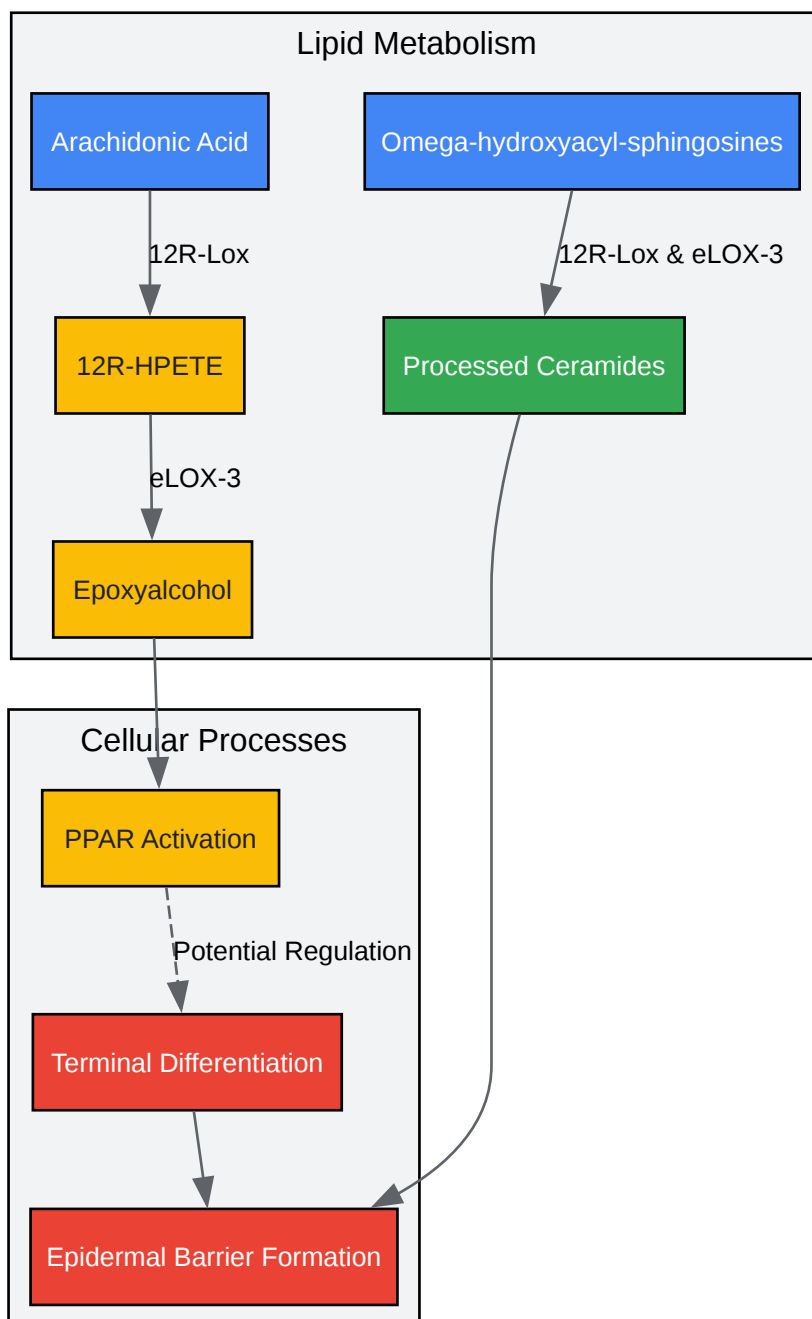 Lipid Metabolism
Arachidonic Acid
Omega-hydroxyacyl-sphingosines
12R-Lox
12R-Lox & eLOX-3
12R-HPETE
Processed Ceramides
eLOX-3
Epoxyalcohol
Cellular Processes
PPAR Activation
Potential Regulation
Terminal Differentiation
Epidermal Barrier Formation